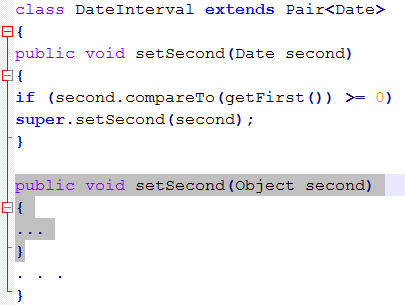 class DateInterval extends Pair<Date>
{
public void setSecond(Date second)
{
if (second.compareTo(getFirst()) >= 0)
super.setSecond(second);
}
public void setSecond(Object second)
{
...
}
. . .
}